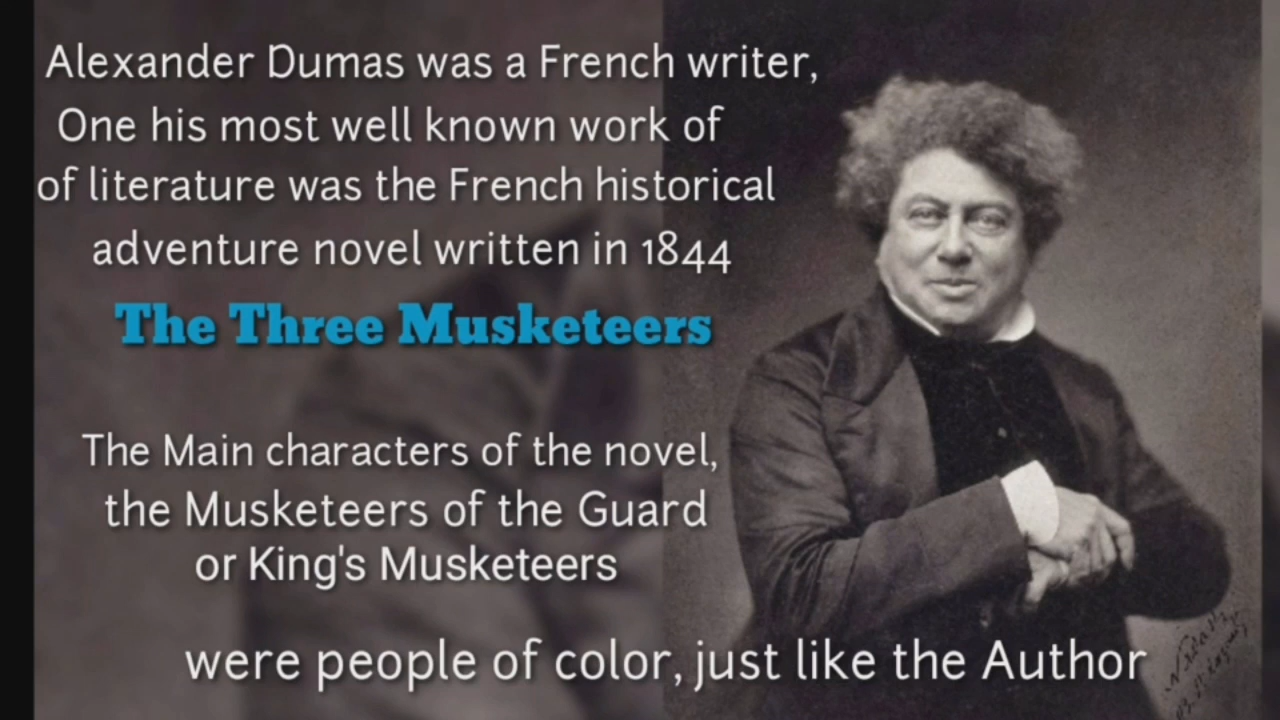 Alexander Dumas was a French writer,
One his most well known work of
of literature was the French historical
adventure novel written in 1844
The Three Musketeers
The Main characters of the novel,
the Musketeers of the Guard
or King's Musketeers
were people of color, just like the Author